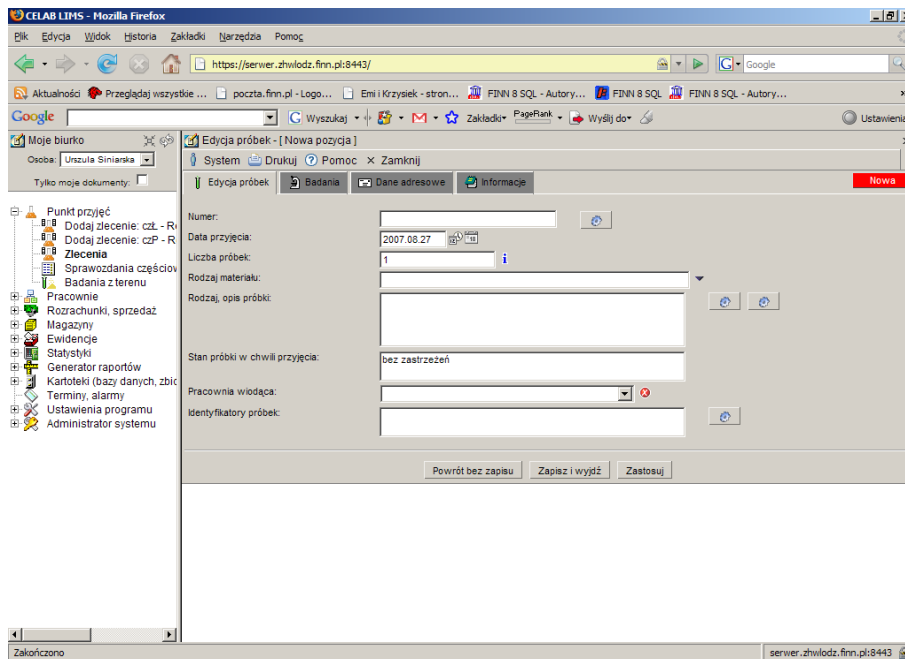 CELAB LIMS - Mozilla Firefox
Plik Edycja Widok Historia Zakładki Narzędzia Pomoc
https://serwer.zhwlodz.finn.pl:8443/ Google
Aktualności Przeglądaj wszystkie ... poczta.finn.pl - Logo... Emi i Krzysiek - stron... FINN 8 SQL - Autory... FINN 8 SQL FINN 8 SQL - Autory...
Google Wyszukaj Zakładki PageRank Wyślij do Ustawienia
Moje biurko
Edycja próbek - [ Nowa pozycja ]
Osoba: Urszula Siniarska
System Drukuj Pomoc Zamknij
Tylko moje dokumenty:
Edycja próbek Badania Dane adresowe Informacje Nowa
Punkt przyjęć
Dodaj zlecenie: czŁ - R
Dodaj zlecenie: czP - R
Zlecenia
Sprawozdania częściow
Badania z terenu
Pracownie
Rozrachunki, sprzedaż
Magazyny
Ewidencje
Statystyki
Generator raportów
Kartoteki (bazy danych, zbio
Terminy, alarmy
Ustawienia programu
Administrator systemu
Numer:
Data przyjęcia: 2007.08.27
Liczba próbek: 1
Rodzaj materiału:
Rodzaj, opis próbki:
Stan próbki w chwili przyjęcia: bez zastrzeżeń
Pracownia wiodąca:
Identyfikatory próbek:
Powrót bez zapisu Zapisz i wyjdź Zastosuj
Zakończono serwer.zhwlodz.finn.pl:8443